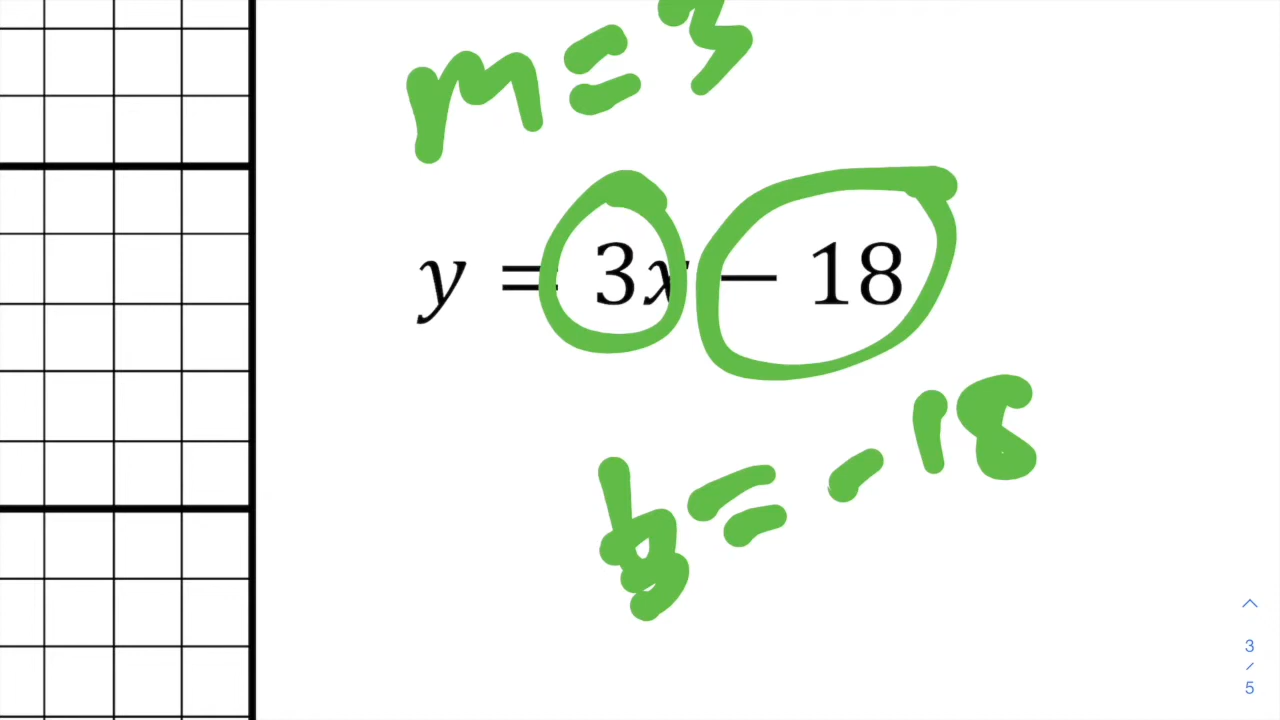 m = 3
y = 3x − 18
b = - 18
3
/
5